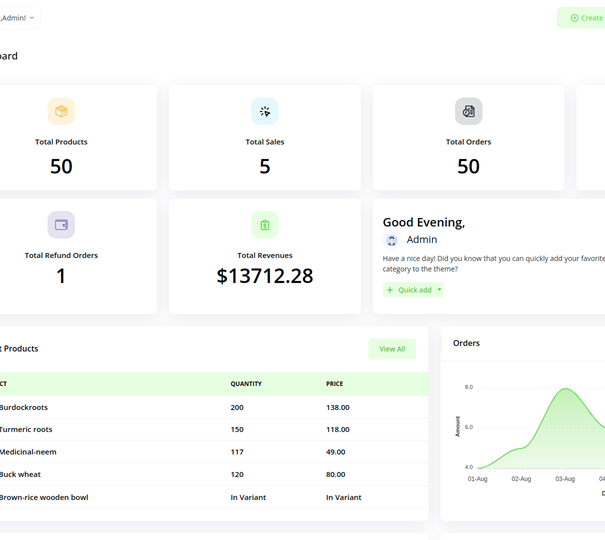 ,Admin!
Create
Total Products
50
Total Sales
5
Total Orders
50
Total Refund Orders
1
Total Revenues
$13712.28
Good Evening,
Admin
Have a nice day! Did you know that you can quickly add your favorite
category to the theme?
+ Quick add
Products
View All
QUANTITY PRICE
Burdockroots 200 138.00
Turmeric roots 150 118.00
Medicinal-neem 117 49.00
Buck wheat 120 80.00
Brown-rice wooden bowl In Variant In Variant
Orders
Amount
8.0
6.0
4.0
01-Aug 02-Aug 03-Aug